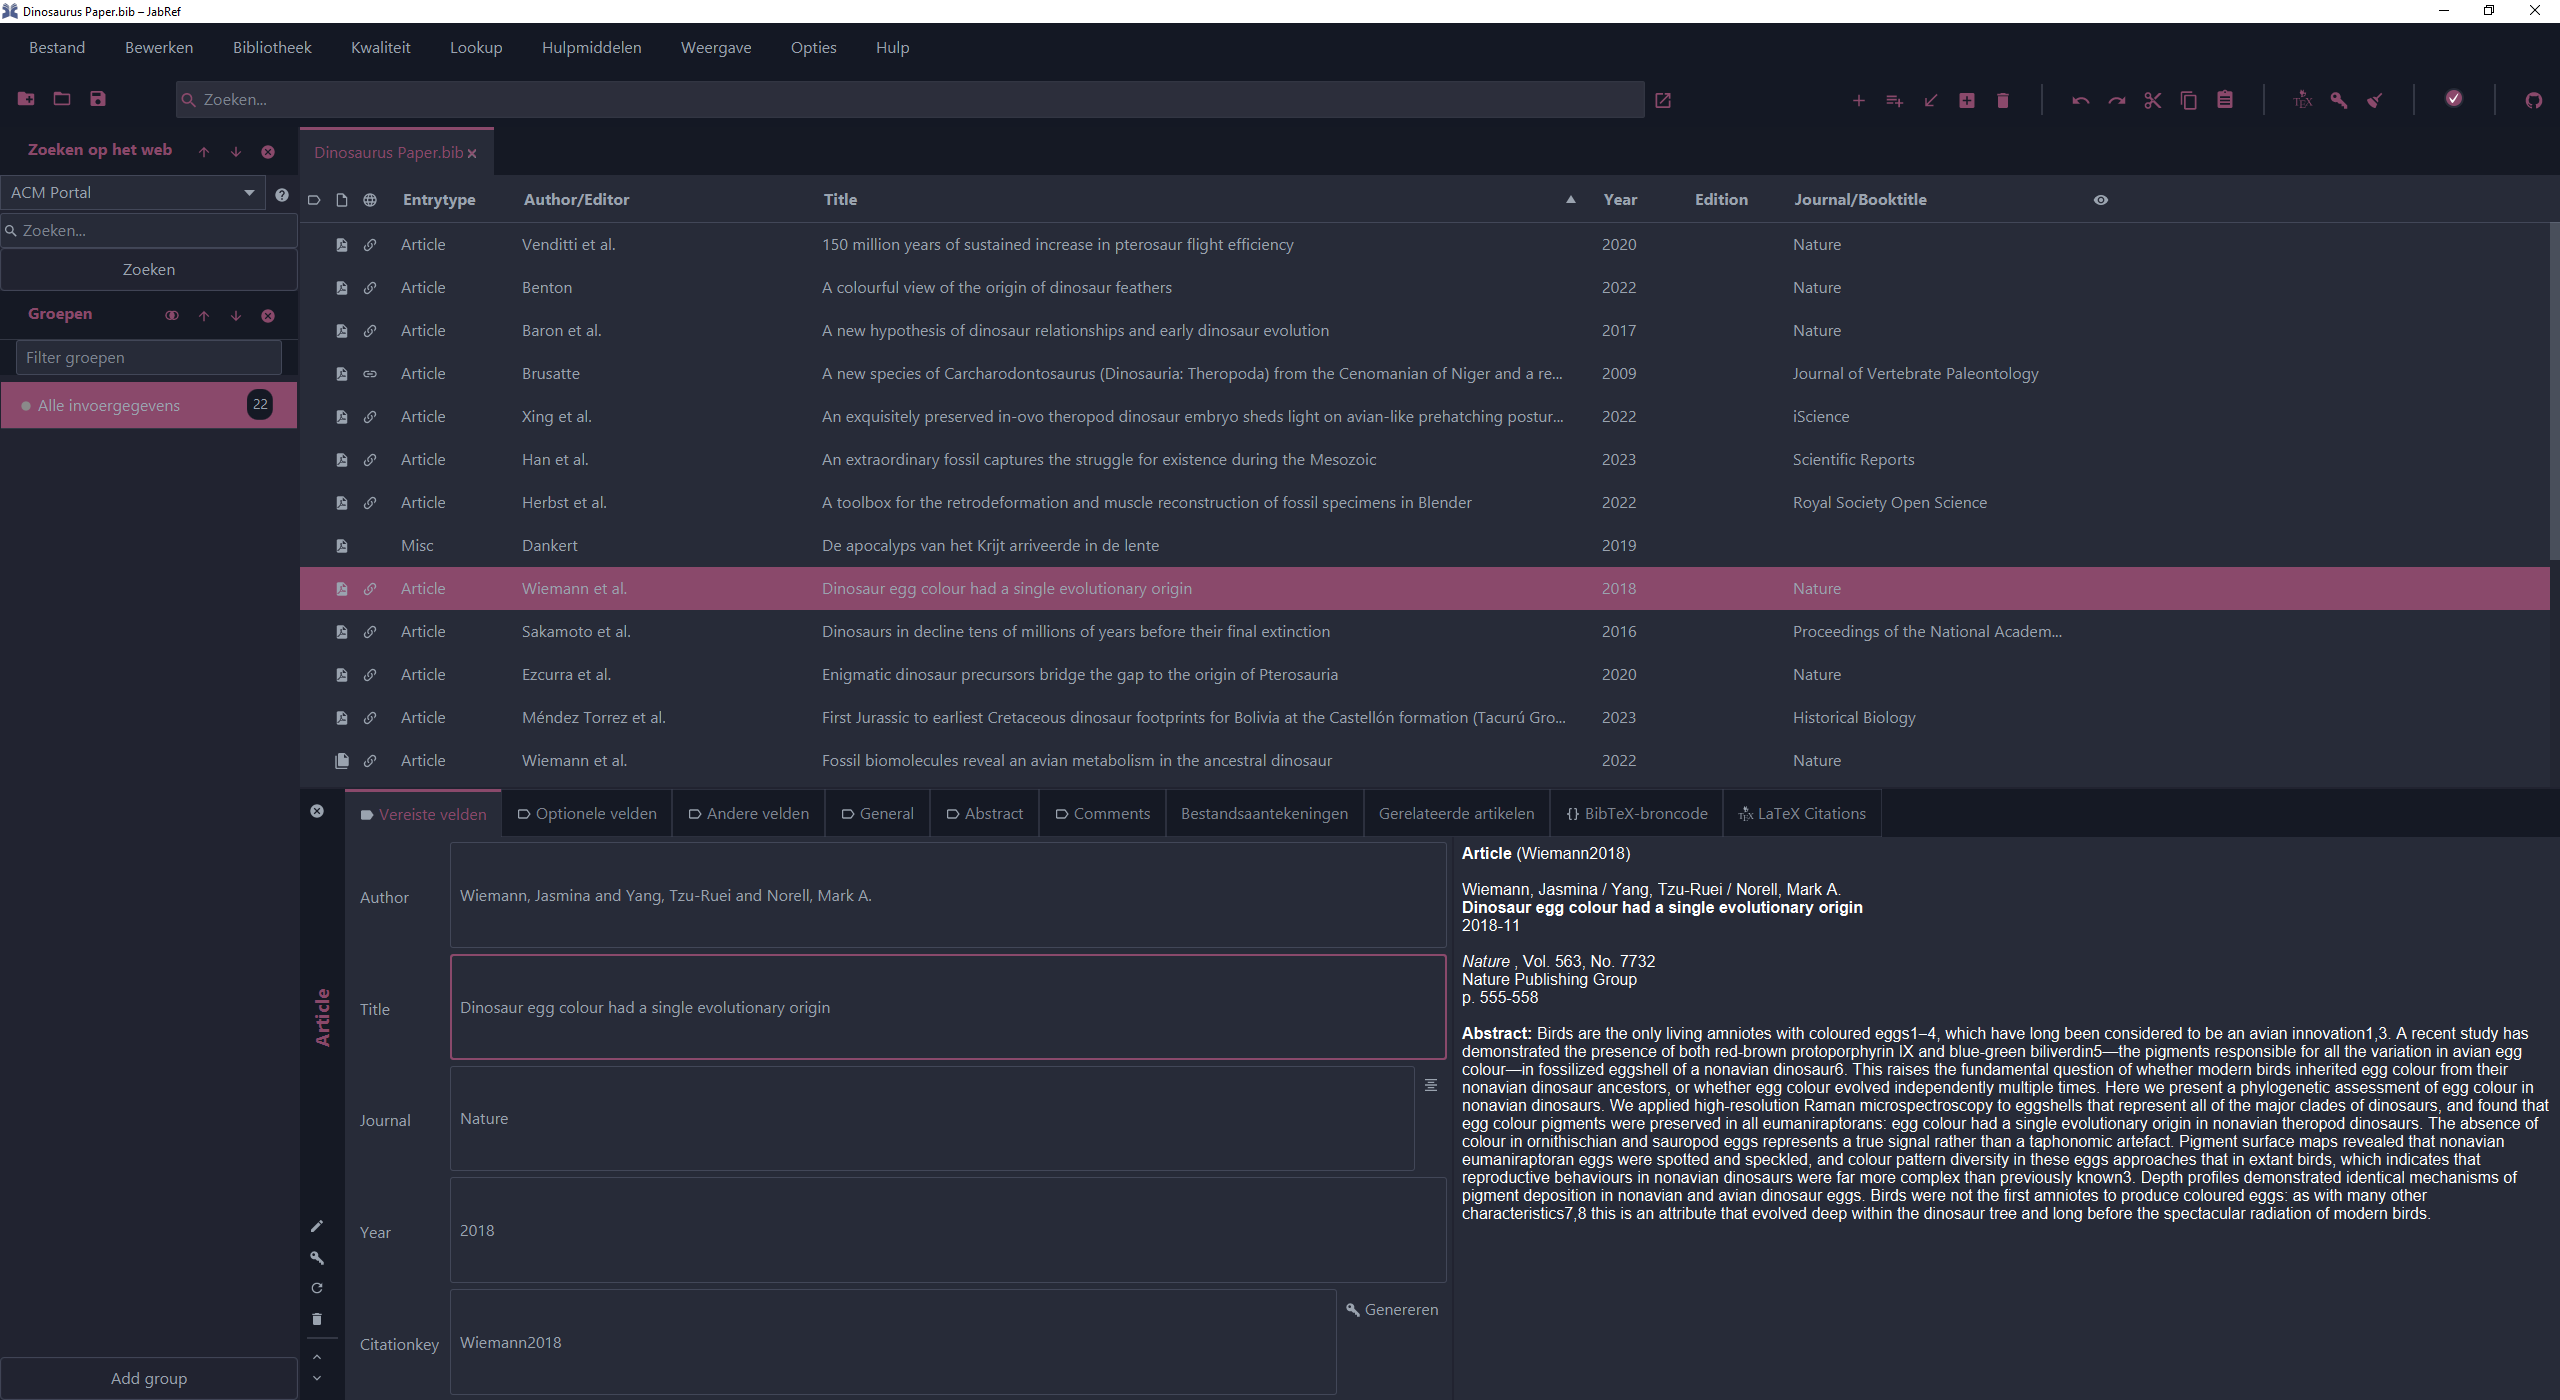 Dinosaurus Paper.bib – JabRef
Bestand Bewerken Bibliotheek Kwaliteit Lookup Hulpmiddelen Weergave Opties Hulp
Zoeken...
Zoeken op het web
ACM Portal
Zoeken...
Zoeken
Groepen
Filter groepen
Alle invoergegevens 22
Add group
Dinosaurus Paper.bib
Entrytype Author/Editor Title Year Edition Journal/Booktitle
Article Venditti et al. 150 million years of sustained increase in pterosaur flight efficiency 2020 Nature
Article Benton A colourful view of the origin of dinosaur feathers 2022 Nature
Article Baron et al. A new hypothesis of dinosaur relationships and early dinosaur evolution 2017 Nature
Article Brusatte A new species of Carcharodontosaurus (Dinosauria: Theropoda) from the Cenomanian of Niger and a re... 2009 Journal of Vertebrate Paleontology
Article Xing et al. An exquisitely preserved in-ovo theropod dinosaur embryo sheds light on avian-like prehatching postur... 2022 iScience
Article Han et al. An extraordinary fossil captures the struggle for existence during the Mesozoic 2023 Scientific Reports
Article Herbst et al. A toolbox for the retrodeformation and muscle reconstruction of fossil specimens in Blender 2022 Royal Society Open Science
Misc Dankert De apocalyps van het Krijt arriveerde in de lente 2019
Article Wiemann et al. Dinosaur egg colour had a single evolutionary origin 2018 Nature
Article Sakamoto et al. Dinosaurs in decline tens of millions of years before their final extinction 2016 Proceedings of the National Academ...
Article Ezcurra et al. Enigmatic dinosaur precursors bridge the gap to the origin of Pterosauria 2020 Nature
Article Méndez Torrez et al. First Jurassic to earliest Cretaceous dinosaur footprints for Bolivia at the Castellón formation (Tacurú Gro... 2023 Historical Biology
Article Wiemann et al. Fossil biomolecules reveal an avian metabolism in the ancestral dinosaur 2022 Nature
Vereiste velden Optionele velden Andere velden General Abstract Comments Bestandsaantekeningen Gerelateerde artikelen {} BibTeX-broncode TEX LaTeX Citations
Article
Author Wiemann, Jasmina and Yang, Tzu-Ruei and Norell, Mark A.
Title Dinosaur egg colour had a single evolutionary origin
Journal Nature
Year 2018
Citationkey Wiemann2018 Genereren
Article (Wiemann2018)
Wiemann, Jasmina / Yang, Tzu-Ruei / Norell, Mark A.
Dinosaur egg colour had a single evolutionary origin
2018-11
Nature , Vol. 563, No. 7732
Nature Publishing Group
p. 555-558
Abstract: Birds are the only living amniotes with coloured eggs1–4, which have long been considered to be an avian innovation1,3. A recent study has
demonstrated the presence of both red-brown protoporphyrin IX and blue-green biliverdin5—the pigments responsible for all the variation in avian egg
colour—in fossilized eggshell of a nonavian dinosaur6. This raises the fundamental question of whether modern birds inherited egg colour from their
nonavian dinosaur ancestors, or whether egg colour evolved independently multiple times. Here we present a phylogenetic assessment of egg colour in
nonavian dinosaurs. We applied high-resolution Raman microspectroscopy to eggshells that represent all of the major clades of dinosaurs, and found that
egg colour pigments were preserved in all eumaniraptorans: egg colour had a single evolutionary origin in nonavian theropod dinosaurs. The absence of
colour in ornithischian and sauropod eggs represents a true signal rather than a taphonomic artefact. Pigment surface maps revealed that nonavian
eumaniraptoran eggs were spotted and speckled, and colour pattern diversity in these eggs approaches that in extant birds, which indicates that
reproductive behaviours in nonavian dinosaurs were far more complex than previously known3. Depth profiles demonstrated identical mechanisms of
pigment deposition in nonavian and avian dinosaur eggs. Birds were not the first amniotes to produce coloured eggs: as with many other
characteristics7,8 this is an attribute that evolved deep within the dinosaur tree and long before the spectacular radiation of modern birds.